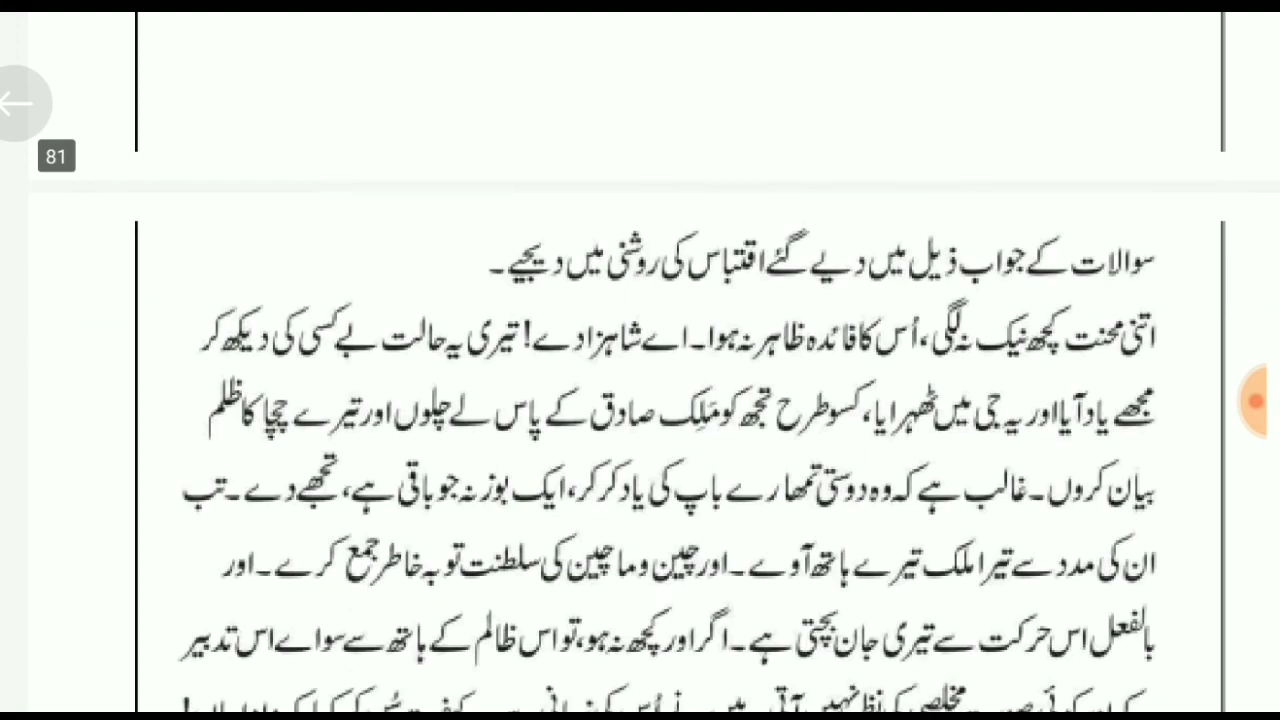 81
سوالات کے جواب ذیل میں دیے گئے اقتباس کی روشنی میں دیجیے۔
اتنی محنت کچھ نیک نہ لگی، اُس کا فائدہ ظاہر نہ ہوا۔ اے شاہزادے! تیری یہ حالت بے کسی کی دیکھ کر
مجھے یاد آیا اور یہ جی میں ٹھہرایا، کسو طرح تجھ کو مَلِک صادق کے پاس لے چلوں اور تیرے چچا کا ظلم
بیان کروں۔ غالب ہے کہ وہ دوستی تمھارے باپ کی یاد کر کر، ایک بوزنہ جو باقی ہے، تجھے دے۔ تب
ان کی مدد سے تیرا ملک تیرے ہاتھ آوے۔ اور چین و ماچین کی سلطنت تو بہ خاطر جمع کرے۔ اور
بالفعل اس حرکت سے تیری جان بچتی ہے۔ اگر اور کچھ نہ ہو، تو اس ظالم کے ہاتھ سے سواے اس تدبیر